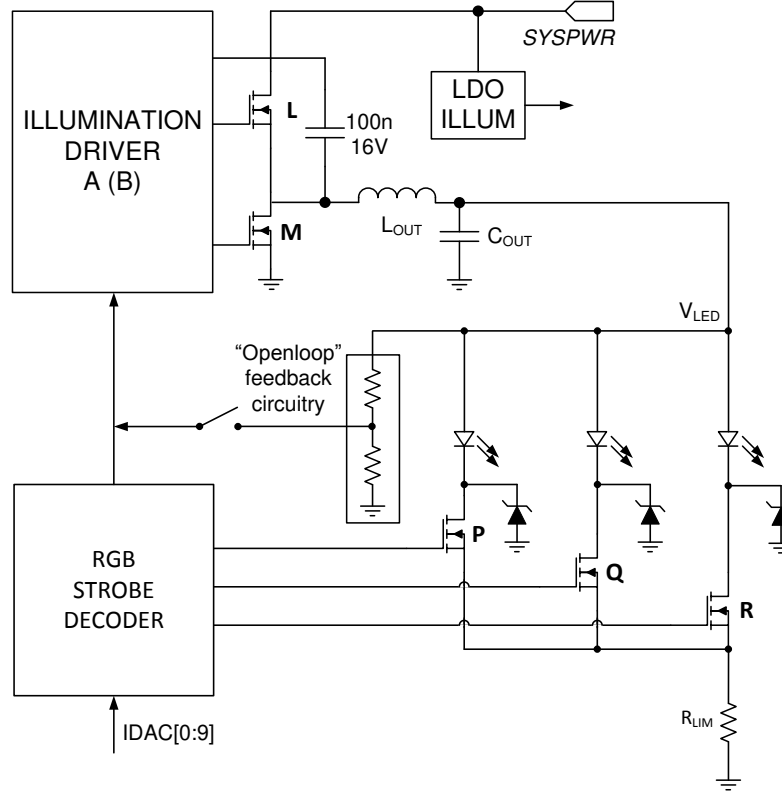 SYSPWR
ILLUMINATION
DRIVER
A (B)
L
100n
16V
LDO
ILLUM
M
LOUT
COUT
VLED
“Openloop”
feedback
circuitry
P
Q
R
RGB
STROBE
DECODER
RLIM
IDAC[0:9]